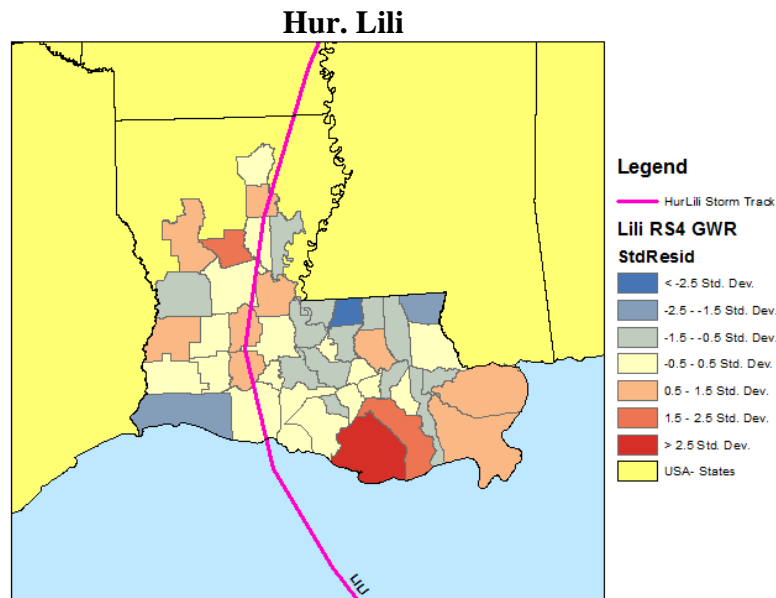 Hur. Lili
Legend
HurLili Storm Track
Lili RS4 GWR
StdResid
< -2.5 Std. Dev.
-2.5 - -1.5 Std. Dev.
-1.5 - -0.5 Std. Dev.
-0.5 - 0.5 Std. Dev.
0.5 - 1.5 Std. Dev.
1.5 - 2.5 Std. Dev.
> 2.5 Std. Dev.
USA- States
LILI